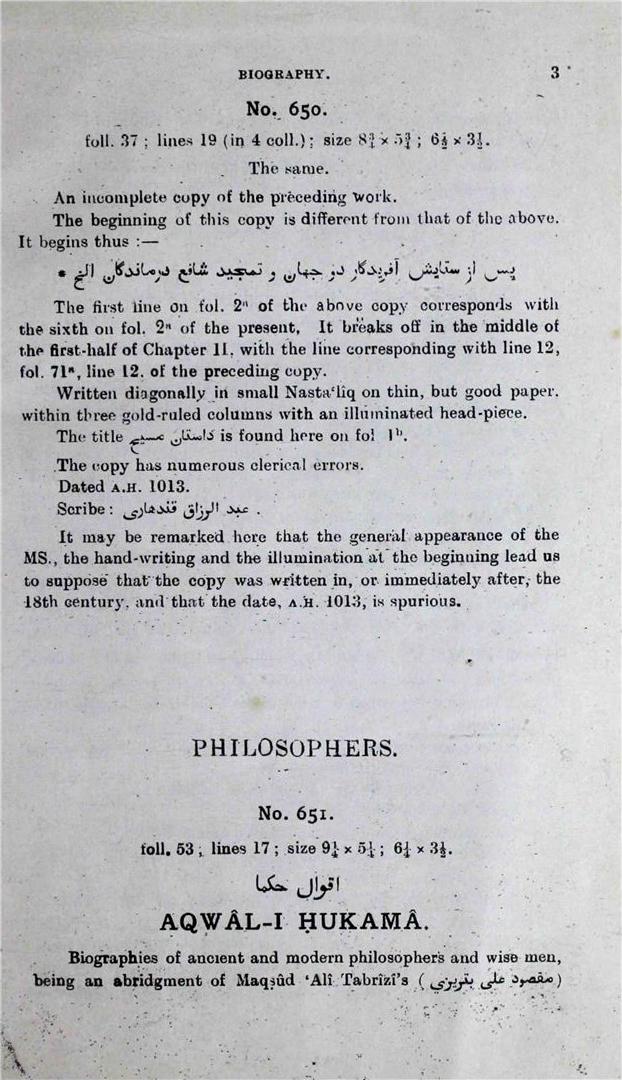 BIOGRAPHY. 3
No. 650.
foll. 37 ; lines 19 (in 4 coll.) ; size 8¾ × 5¾ ; 6½ × 3½.
The same.
An incomplete copy of the preceding work.
The beginning of this copy is different from that of the above.
It begins thus :—
پس از ستایش آفریدگار دو جهان و تمجید شافع درماندگان الخ *
The first line on fol. 2ᵃ of the above copy corresponds with
the sixth on fol. 2ᵃ of the present. It breaks off in the middle of
the first-half of Chapter II, with the line corresponding with line 12,
fol. 71ᵃ, line 12. of the preceding copy.
Written diagonally in small Nasta‘lîq on thin, but good paper.
within three gold-ruled columns with an illuminated head-piece.
The title داستان مسیح is found here on fol 1ᵇ.
The copy has numerous clerical errors.
Dated A.H. 1013.
Scribe : عبد الرزاق قندهاری .
It may be remarked here that the general appearance of the
MS., the hand-writing and the illumination at the beginning lead us
to suppose that the copy was written in, or immediately after, the
18th century, and that the date, A.H. 1013, is spurious.
PHILOSOPHERS.
No. 651.
foll. 53 ; lines 17 ; size 9¼ × 5¼ ; 6¼ × 3½.
اقوال حکما
AQWÂL-I ḤUKAMÂ.
Biographies of ancient and modern philosophers and wise men,
being an abridgment of Maqṣûd ‘Alî Tabrîzî's ( مقصود علی بتریزی )